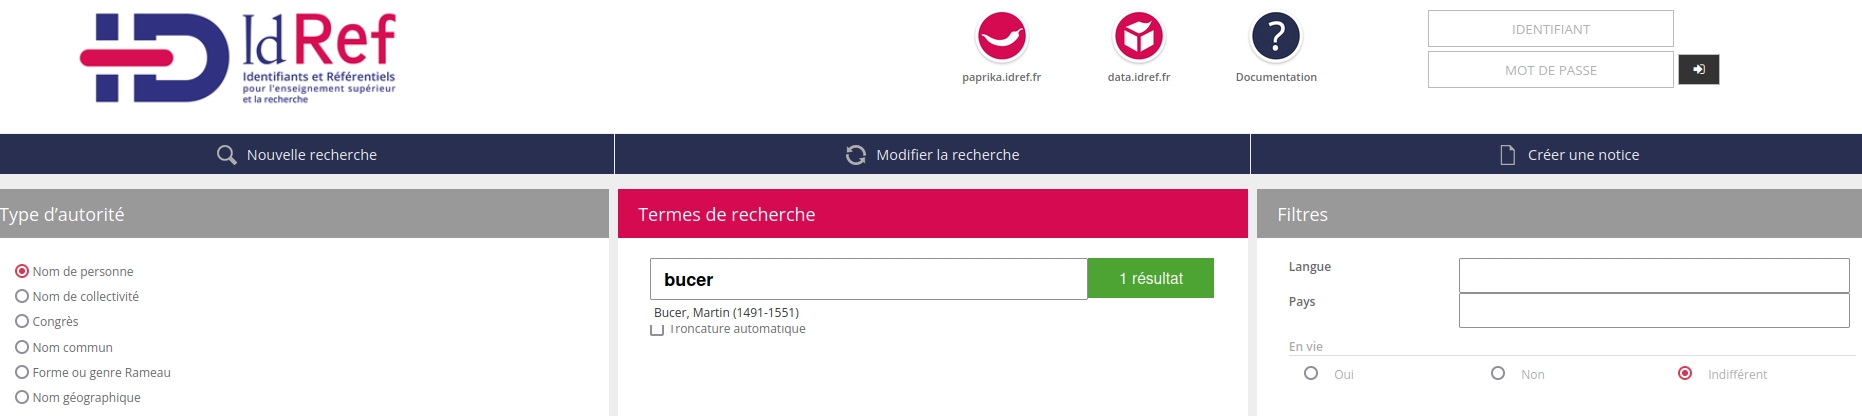 IdRef
Identifiants et Référentiels
pour l'enseignement supérieur
et la recherche
paprika.idref.fr
data.idref.fr
?
Documentation
IDENTIFIANT
MOT DE PASSE
Nouvelle recherche
Modifier la recherche
Créer une notice
Type d'autorité
Nom de personne
Nom de collectivité
Congrès
Nom commun
Forme ou genre Rameau
Nom géographique
Termes de recherche
bucer
1 résultat
Bucer, Martin (1491-1551)
Troncature automatique
Filtres
Langue
Pays
En vie
Oui
Non
Indifférent